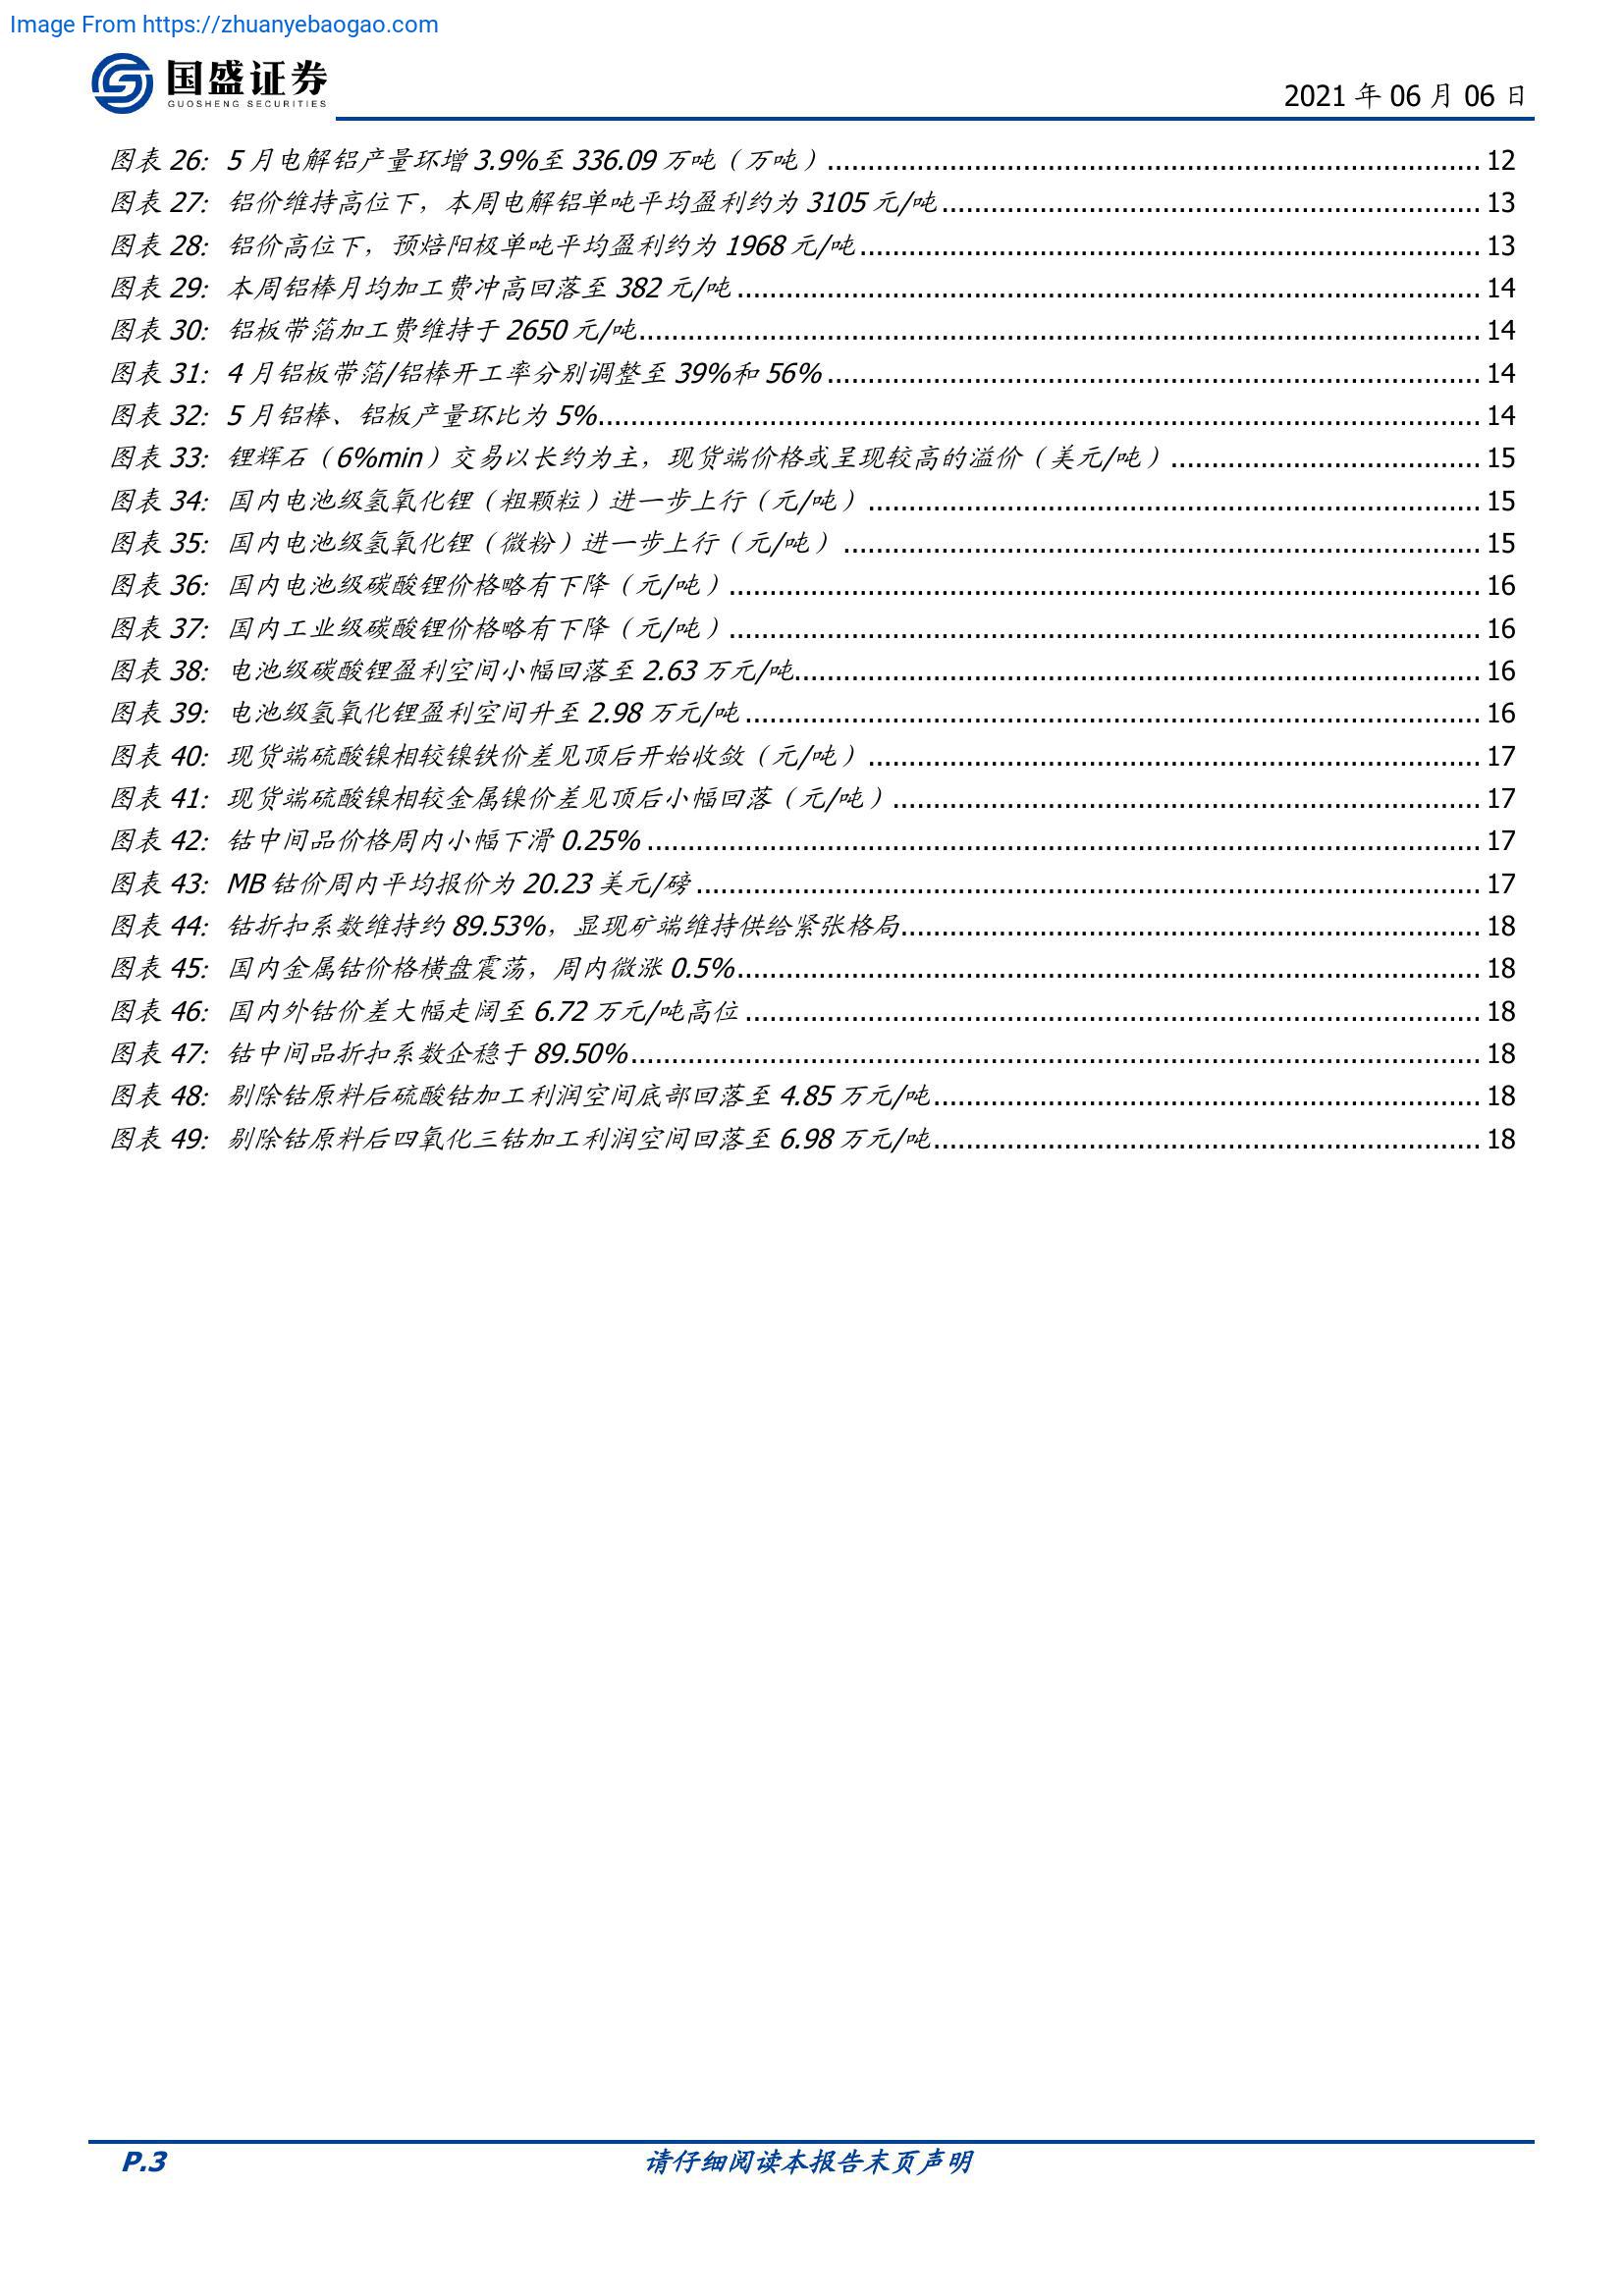 Image From https://zhuanyebaogao.com
国盛证券
GUOSHENG SECURITIES
2021 年 06 月 06 日
图表 26: 5 月电解铝产量环增 3.9%至 336.09 万吨（万吨）.......... 12
图表 27: 铝价维持高位下，本周电解铝单吨平均盈利约为 3105 元/吨.......... 13
图表 28: 铝价高位下，预焙阳极单吨平均盈利约为 1968 元/吨.......... 13
图表 29: 本周铝棒月均加工费冲高回落至 382 元/吨.......... 14
图表 30: 铝板带箔加工费维持于 2650 元/吨.......... 14
图表 31: 4 月铝板带箔/铝棒开工率分别调整至 39%和 56%.......... 14
图表 32: 5 月铝棒、铝板产量环比为 5%.......... 14
图表 33: 锂辉石（6%min）交易以长约为主，现货端价格或呈现较高的溢价（美元/吨）.......... 15
图表 34: 国内电池级氢氧化锂（粗颗粒）进一步上行（元/吨）.......... 15
图表 35: 国内电池级氢氧化锂（微粉）进一步上行（元/吨）.......... 15
图表 36: 国内电池级碳酸锂价格略有下降（元/吨）.......... 16
图表 37: 国内工业级碳酸锂价格略有下降（元/吨）.......... 16
图表 38: 电池级碳酸锂盈利空间小幅回落至 2.63 万元/吨.......... 16
图表 39: 电池级氢氧化锂盈利空间升至 2.98 万元/吨.......... 16
图表 40: 现货端硫酸镍相较镍铁价差见顶后开始收敛（元/吨）.......... 17
图表 41: 现货端硫酸镍相较金属镍价差见顶后小幅回落（元/吨）.......... 17
图表 42: 钴中间品价格周内小幅下滑 0.25%.......... 17
图表 43: MB 钴价周内平均报价为 20.23 美元/磅.......... 17
图表 44: 钴折扣系数维持约 89.53%，显现矿端维持供给紧张格局.......... 18
图表 45: 国内金属钴价格横盘震荡，周内微涨 0.5%.......... 18
图表 46: 国内外钴价差大幅走阔至 6.72 万元/吨高位.......... 18
图表 47: 钴中间品折扣系数企稳于 89.50%.......... 18
图表 48: 剔除钴原料后硫酸钴加工利润空间底部回落至 4.85 万元/吨.......... 18
图表 49: 剔除钴原料后四氧化三钴加工利润空间回落至 6.98 万元/吨.......... 18
P.3
请仔细阅读本报告末页声明